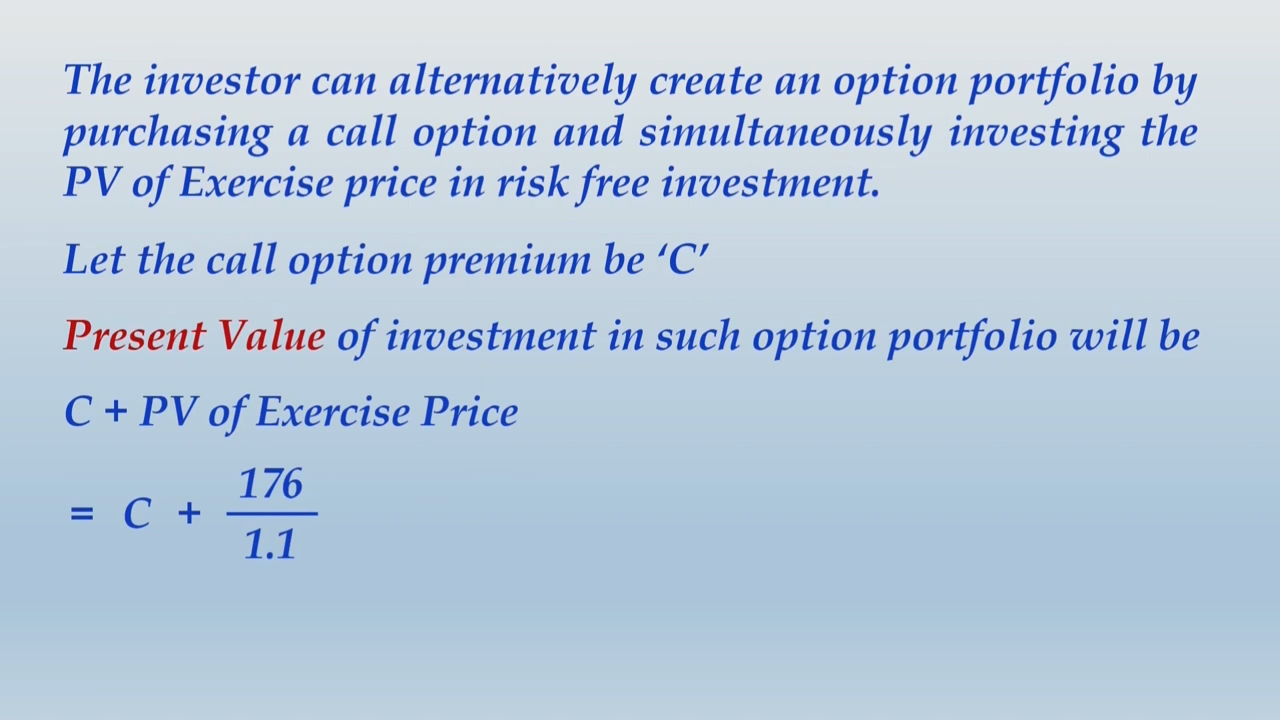 The investor can alternatively create an option portfolio by
purchasing a call option and simultaneously investing the
PV of Exercise price in risk free investment.
Let the call option premium be ‘C’
Present Value of investment in such option portfolio will be
C + PV of Exercise Price
= C + 176
1.1